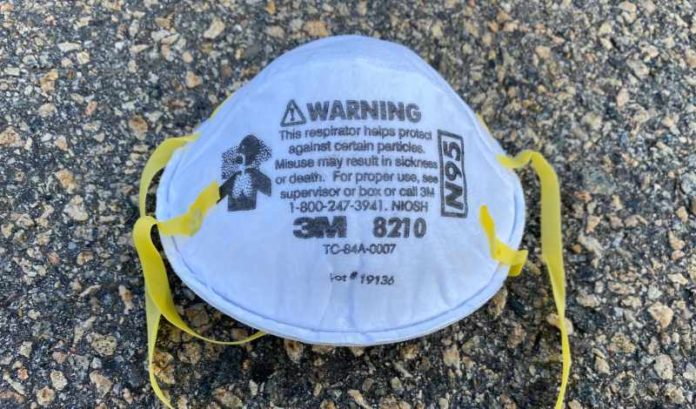 ⚠WARNING
This respirator helps protect
against certain particles.
Misuse may result in sickness
or death. For proper use, see
supervisor or box or call 3M
1-800-247-3941. NIOSH
N95
3M 8210
TC-84A-0007
Lot # 19136